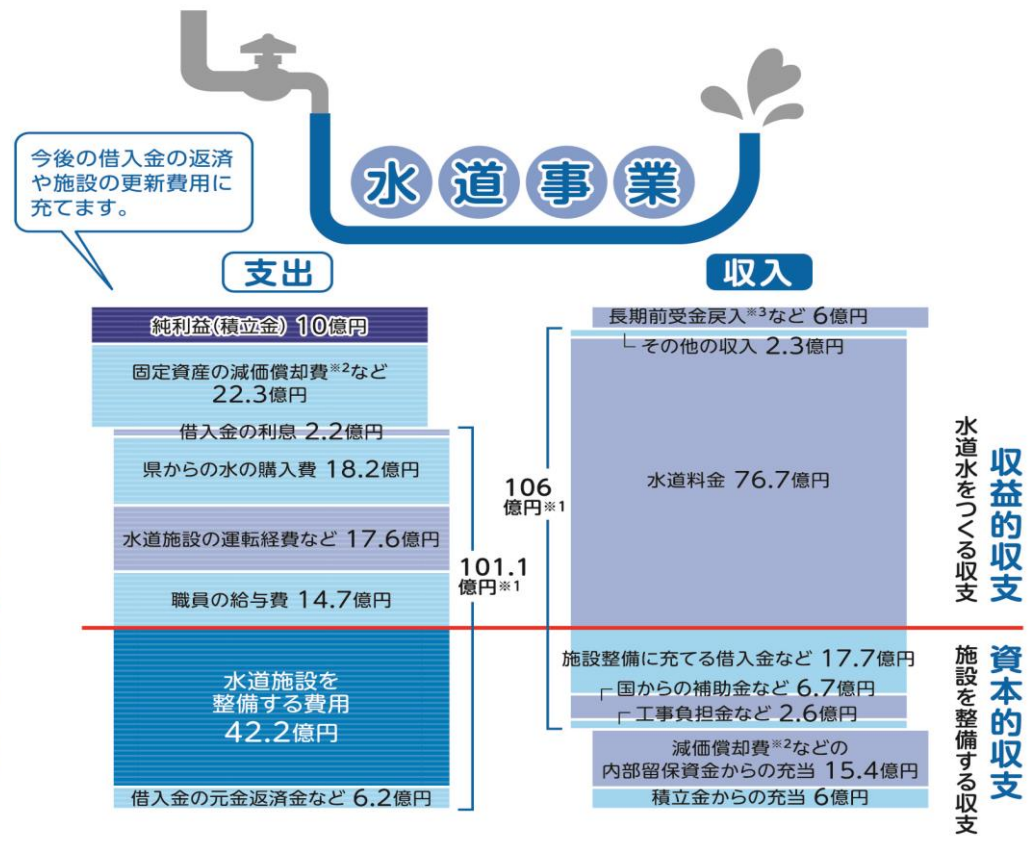 水道事業
今後の借入金の返済
や施設の更新費用に
充てます。
支出
純利益(積立金) 10億円
固定資産の減価償却費※2など
22.3億円
借入金の利息 2.2億円
県からの水の購入費 18.2億円
水道施設の運転経費など 17.6億円
職員の給与費 14.7億円
水道施設を
整備する費用
42.2億円
借入金の元金返済金など 6.2億円
101.1
億円※1
収入
長期前受金戻入※3など 6億円
その他の収入 2.3億円
水道料金 76.7億円
施設整備に充てる借入金など 17.7億円
国からの補助金など 6.7億円
工事負担金など 2.6億円
減価償却費※2などの
内部留保資金からの充当 15.4億円
積立金からの充当 6億円
106
億円※1
収益的収支
水道水をつくる収支
資本的収支
施設を整備する収支